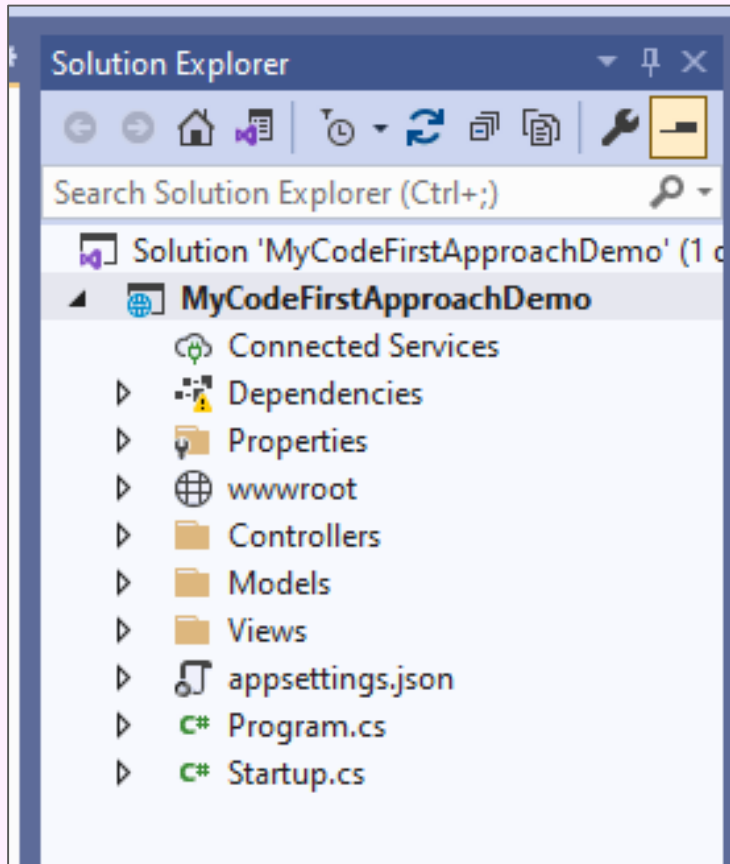 Solution Explorer
Search Solution Explorer (Ctrl+;)
Solution 'MyCodeFirstApproachDemo' (1
MyCodeFirstApproachDemo
Connected Services
Dependencies
Properties
wwwroot
Controllers
Models
Views
appsettings.json
C# Program.cs
C# Startup.cs